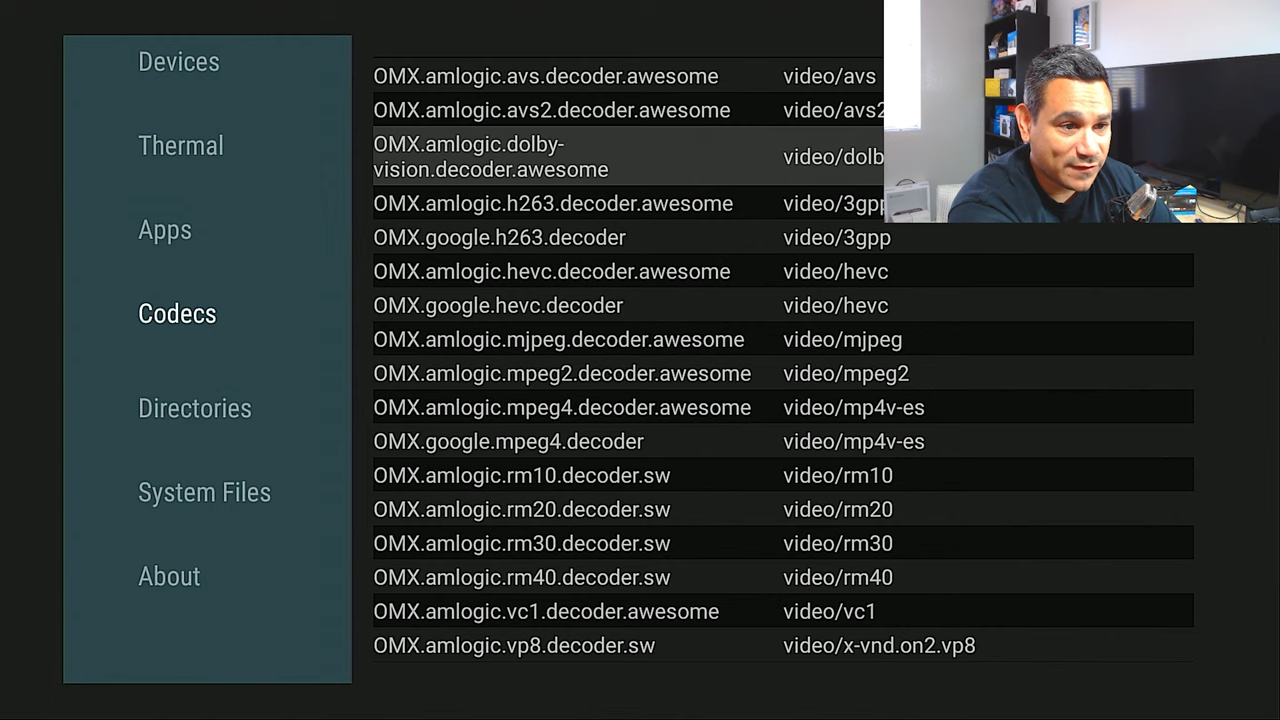 Devices
Thermal
Apps
Codecs
Directories
System Files
About
OMX.amlogic.avs.decoder.awesome video/avs
OMX.amlogic.avs2.decoder.awesome video/avs2
OMX.amlogic.dolby-
vision.decoder.awesome video/dolb
OMX.amlogic.h263.decoder.awesome video/3gpp
OMX.google.h263.decoder video/3gpp
OMX.amlogic.hevc.decoder.awesome video/hevc
OMX.google.hevc.decoder video/hevc
OMX.amlogic.mjpeg.decoder.awesome video/mjpeg
OMX.amlogic.mpeg2.decoder.awesome video/mpeg2
OMX.amlogic.mpeg4.decoder.awesome video/mp4v-es
OMX.google.mpeg4.decoder video/mp4v-es
OMX.amlogic.rm10.decoder.sw video/rm10
OMX.amlogic.rm20.decoder.sw video/rm20
OMX.amlogic.rm30.decoder.sw video/rm30
OMX.amlogic.rm40.decoder.sw video/rm40
OMX.amlogic.vc1.decoder.awesome video/vc1
OMX.amlogic.vp8.decoder.sw video/x-vnd.on2.vp8